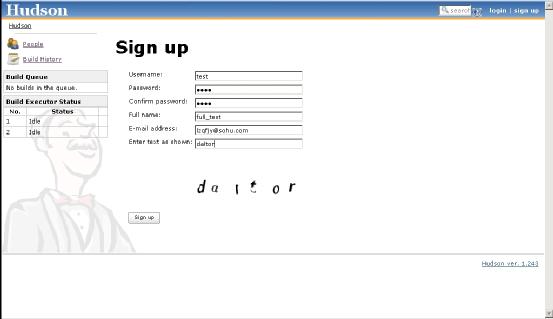 Hudson
search
login | sign up
Hudson
People
Build History
Build Queue
No builds in the queue.
Build Executor Status
No. Status
1 Idle
2 Idle
Sign up
Username: test
Password: ••••
Confirm password: ••••
Full name: full_test
E-mail address: lzqfjy@sohu.com
Enter text as shown: daltor
Sign up
Hudson ver. 1.243